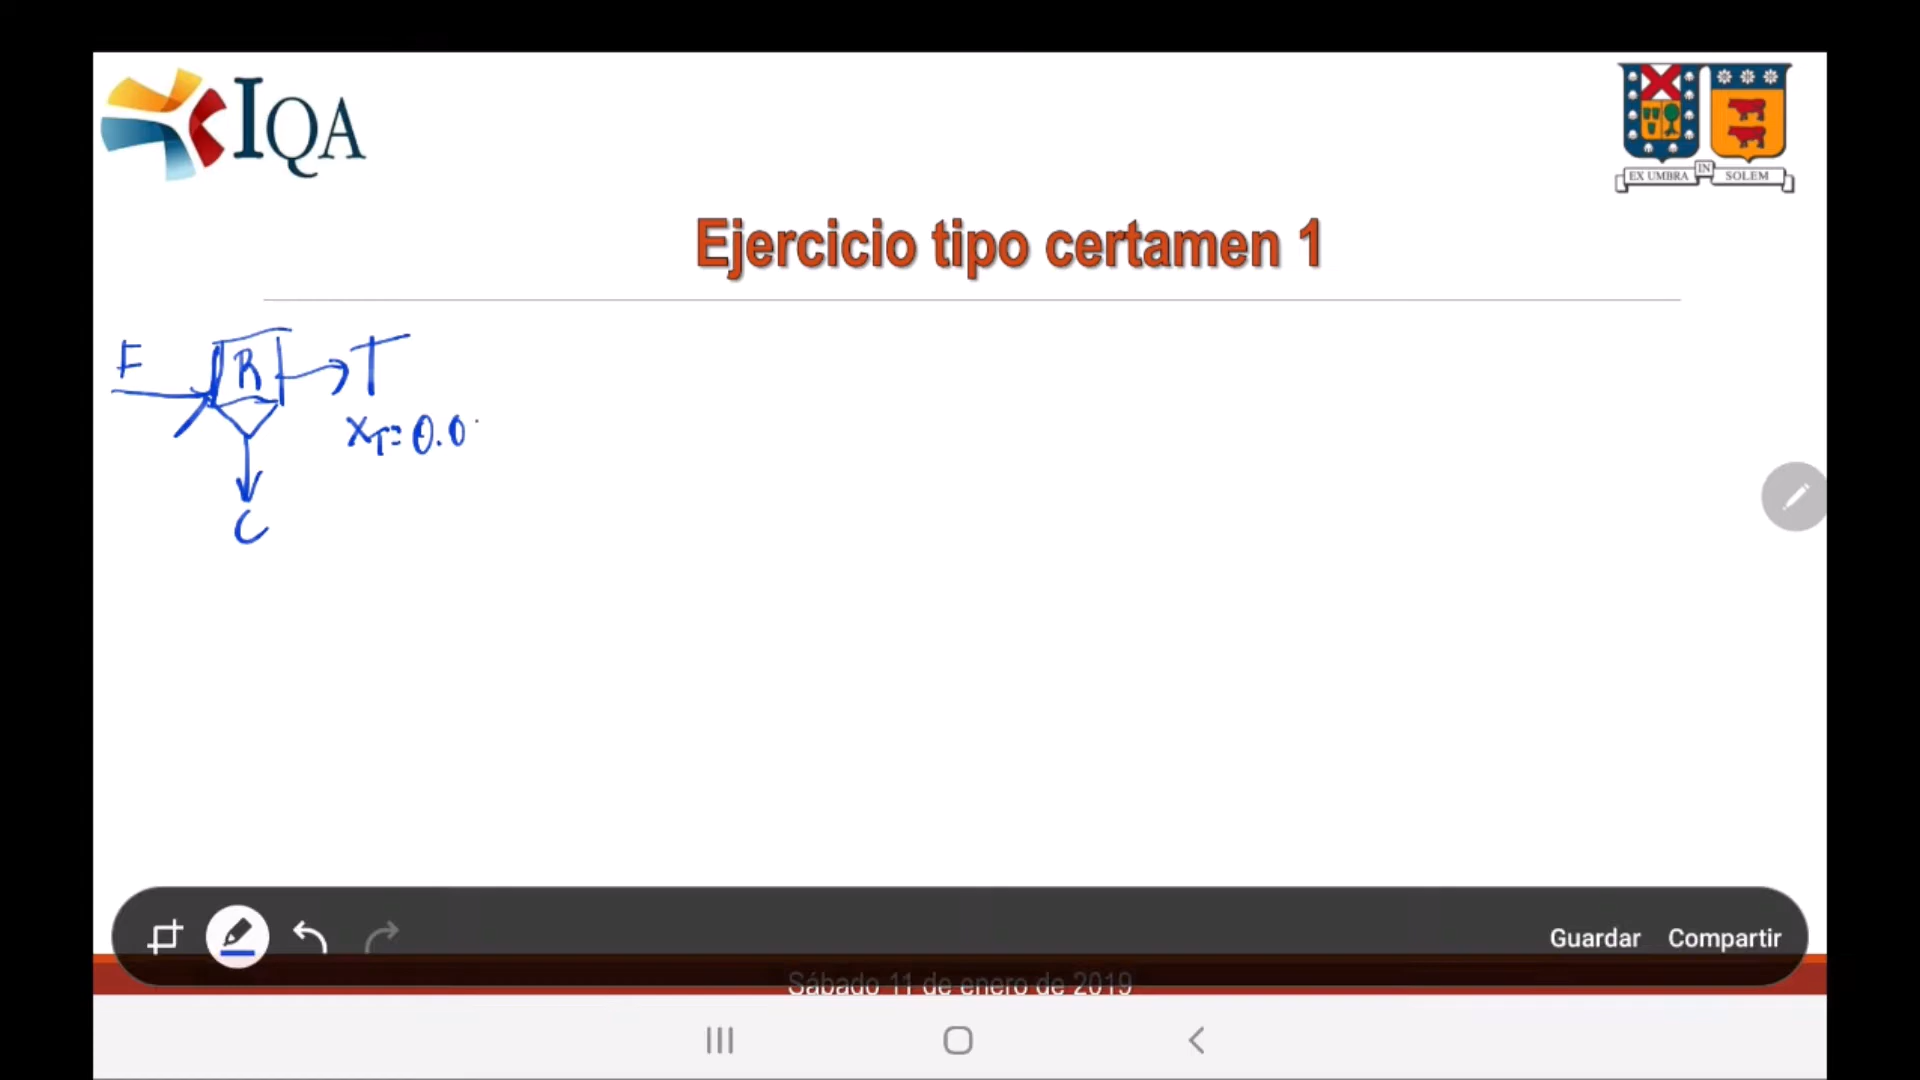 IQA
EX UMBRA IN SOLEM
Ejercicio tipo certamen 1
F
R
T
x_T = 0.0
C
Guardar Compartir
Sábado 11 de enero de 2019